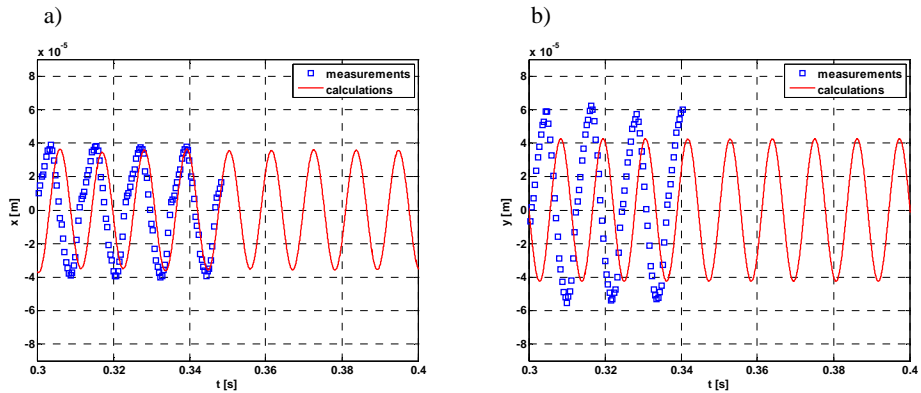 a)
x 10⁻⁵
8
6
4
2
0
-2
-4
-6
-8
x [m]
measurements
calculations
0.3 0.32 0.34 0.36 0.38 0.4
t [s]
b)
x 10⁻⁵
8
6
4
2
0
-2
-4
-6
-8
y [m]
measurements
calculations
0.3 0.32 0.34 0.36 0.38 0.4
t [s]